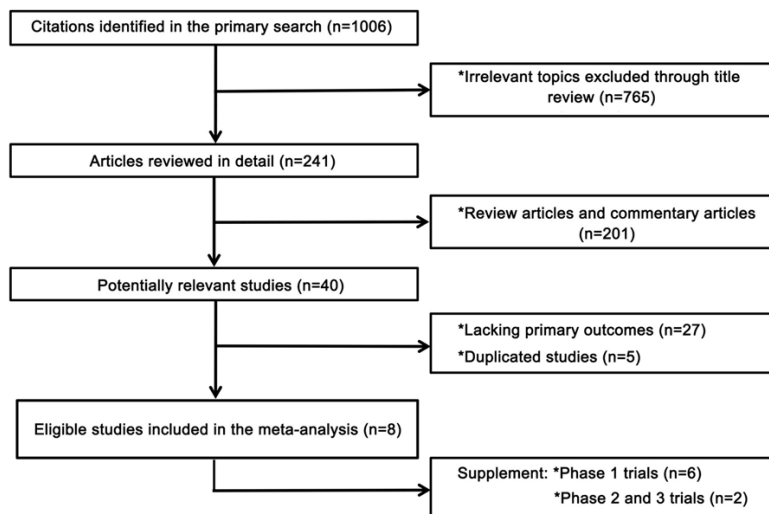 Citations identified in the primary search (n=1006)
*Irrelevant topics excluded through title
review (n=765)
Articles reviewed in detail (n=241)
*Review articles and commentary articles
(n=201)
Potentially relevant studies (n=40)
*Lacking primary outcomes (n=27)
*Duplicated studies (n=5)
Eligible studies included in the meta-analysis (n=8)
Supplement: *Phase 1 trials (n=6)
*Phase 2 and 3 trials (n=2)